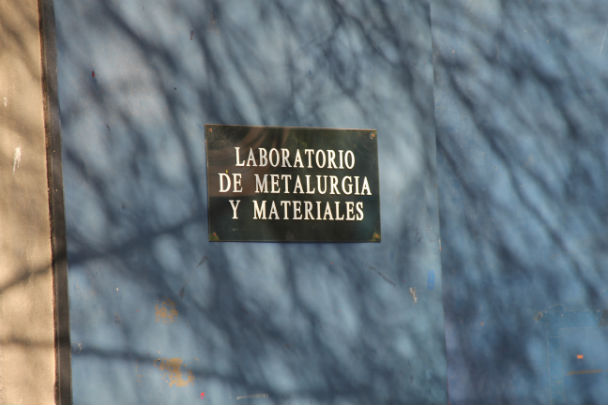 LABORATORIO
DE METALURGIA
Y MATERIALES